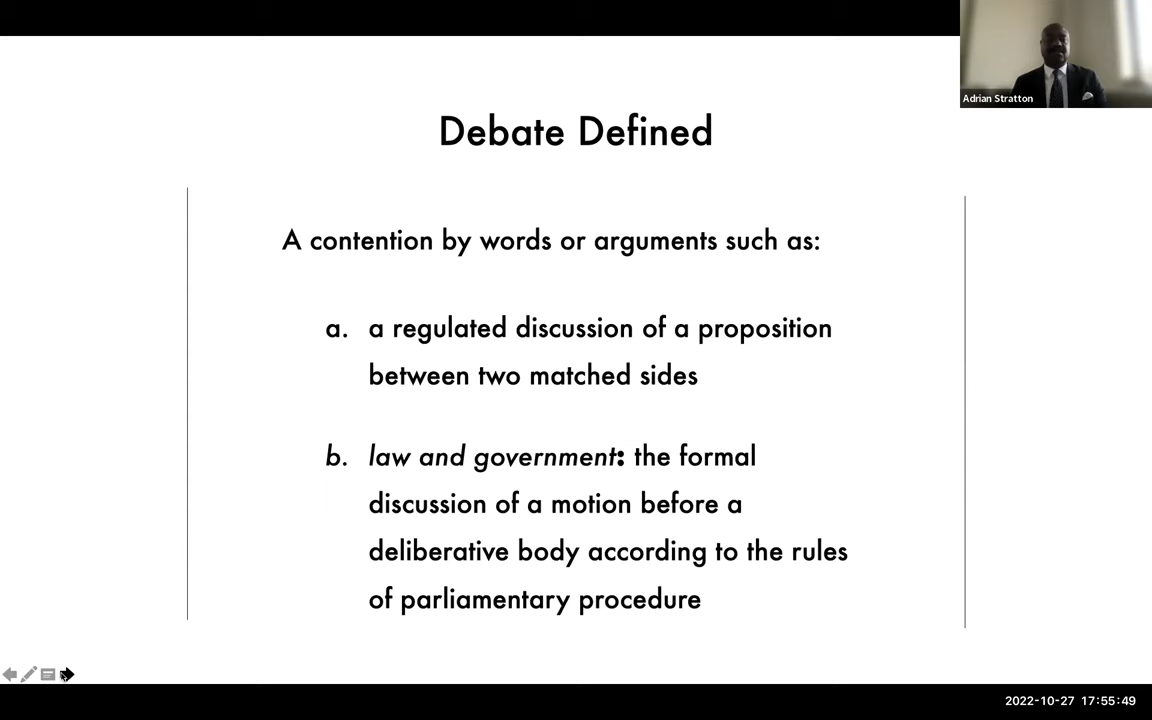 Adrian Stratton
Debate Defined
A contention by words or arguments such as:
a. a regulated discussion of a proposition
between two matched sides
b. law and government: the formal
discussion of a motion before a
deliberative body according to the rules
of parliamentary procedure
2022-10-27 17:55:49